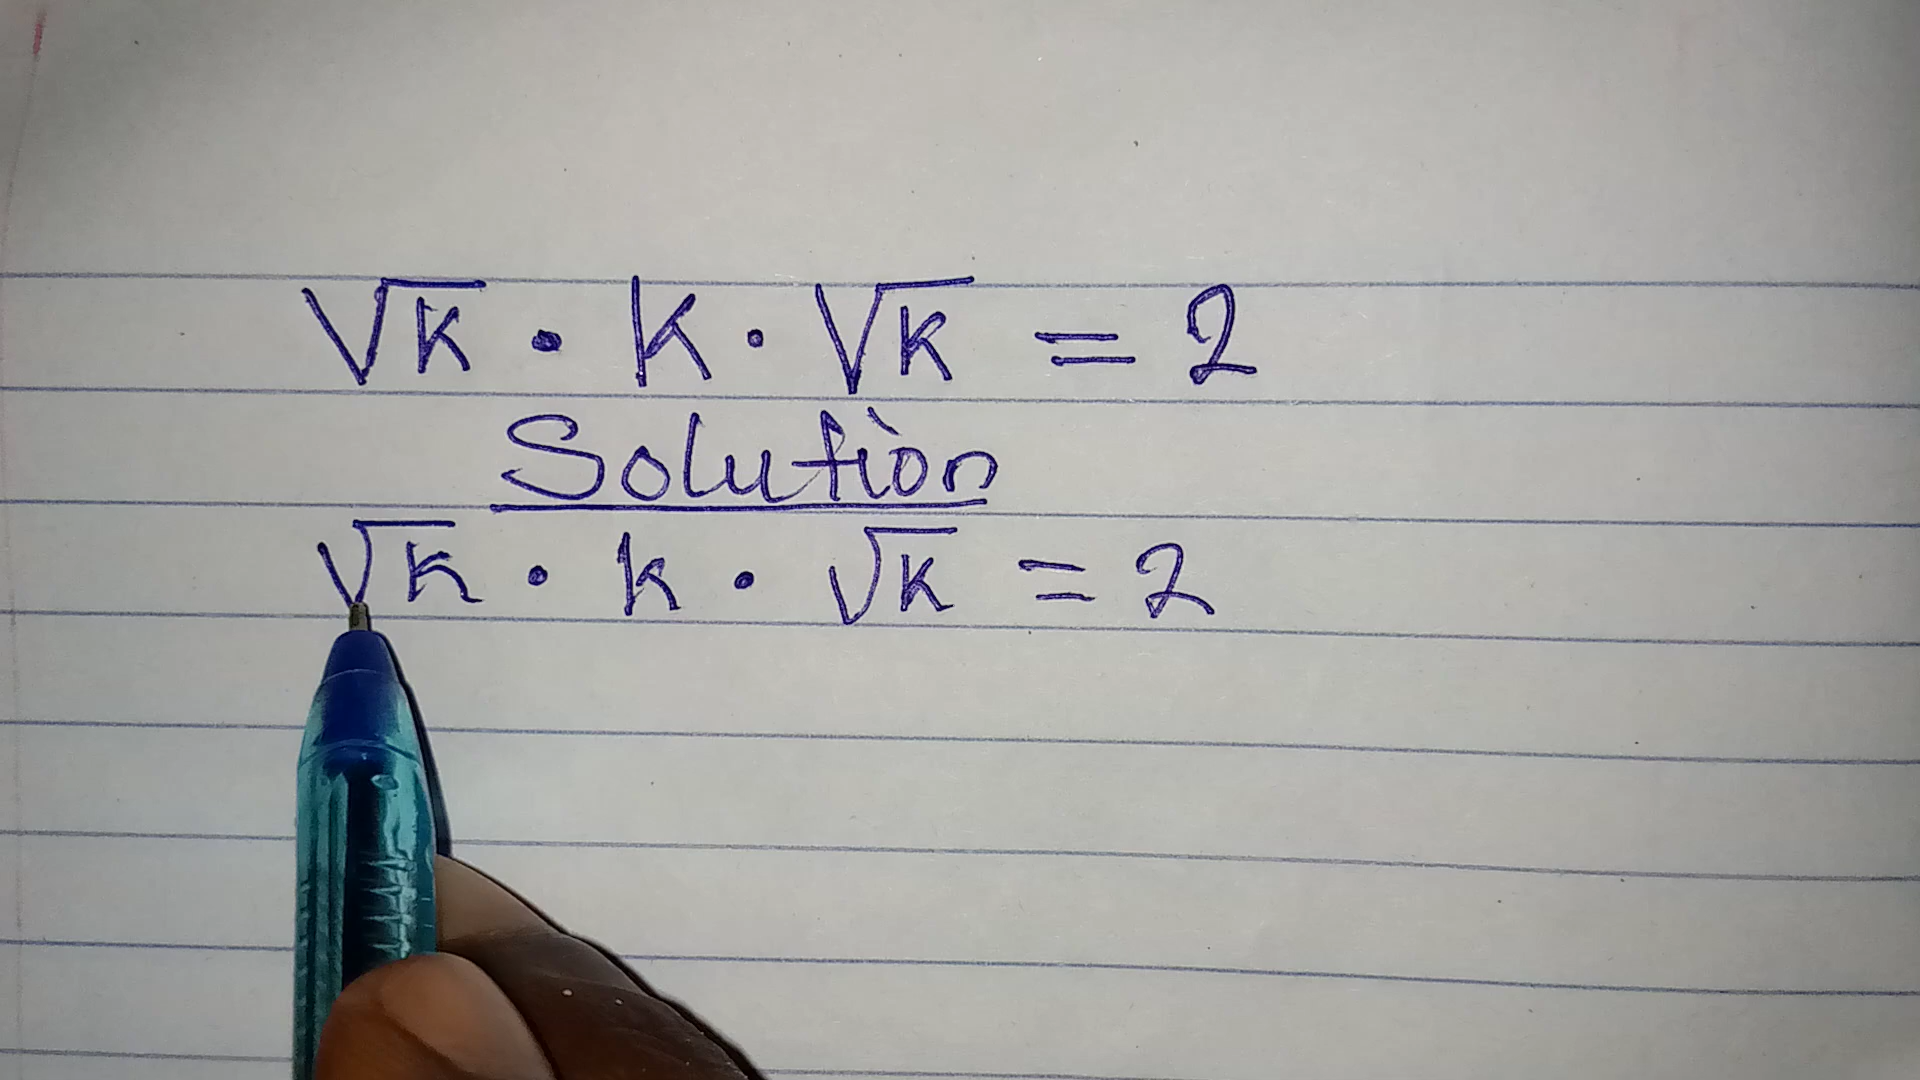 √k · k · √k = 2
Solution
√k · k · √k = 2